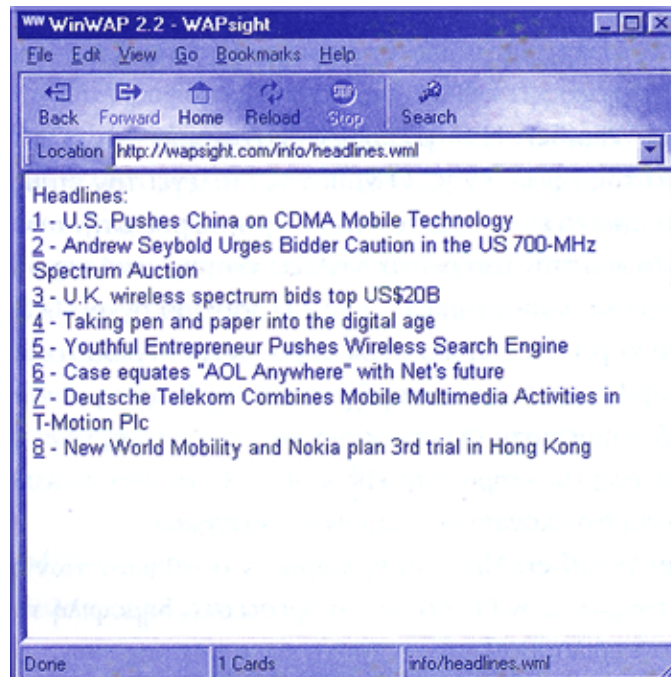 WW WinWAP 2.2 - WAPsight
File Edit View Go Bookmarks Help
Back Forward Home Reload Stop Search
Location http://wapsight.com/info/headlines.wml
Headlines:
1 - U.S. Pushes China on CDMA Mobile Technology
2 - Andrew Seybold Urges Bidder Caution in the US 700-MHz
Spectrum Auction
3 - U.K. wireless spectrum bids top US$20B
4 - Taking pen and paper into the digital age
5 - Youthful Entrepreneur Pushes Wireless Search Engine
6 - Case equates "AOL Anywhere" with Net's future
7 - Deutsche Telekom Combines Mobile Multimedia Activities in
T-Motion Plc
8 - New World Mobility and Nokia plan 3rd trial in Hong Kong
Done 1 Cards info/headlines.wml